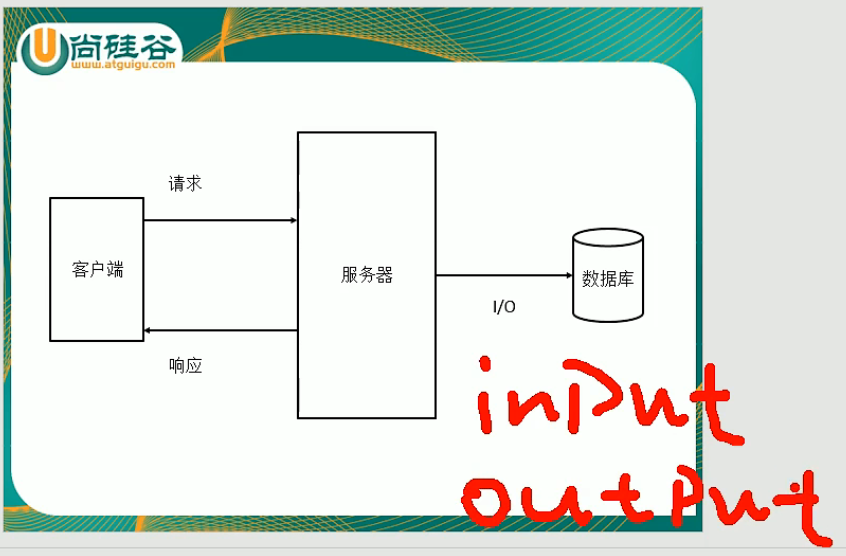 尚硅谷
www.atguigu.com
请求
客户端
服务器
数据库
I/O
响应
inPut
outPut